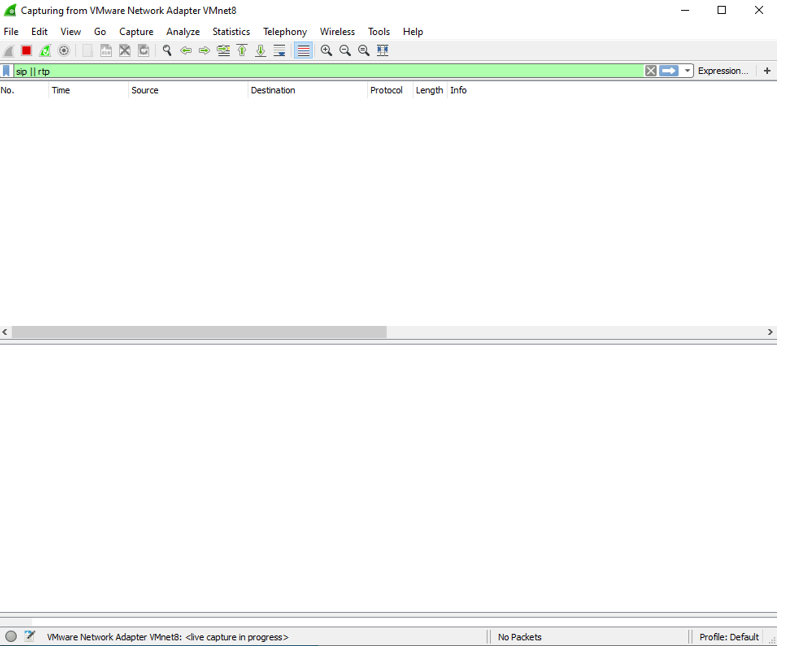 Capturing from VMware Network Adapter VMnet8
File Edit View Go Capture Analyze Statistics Telephony Wireless Tools Help
sip || rtp Expression... +
No. Time Source Destination Protocol Length Info
VMware Network Adapter VMnet8: <live capture in progress> No Packets Profile: Default